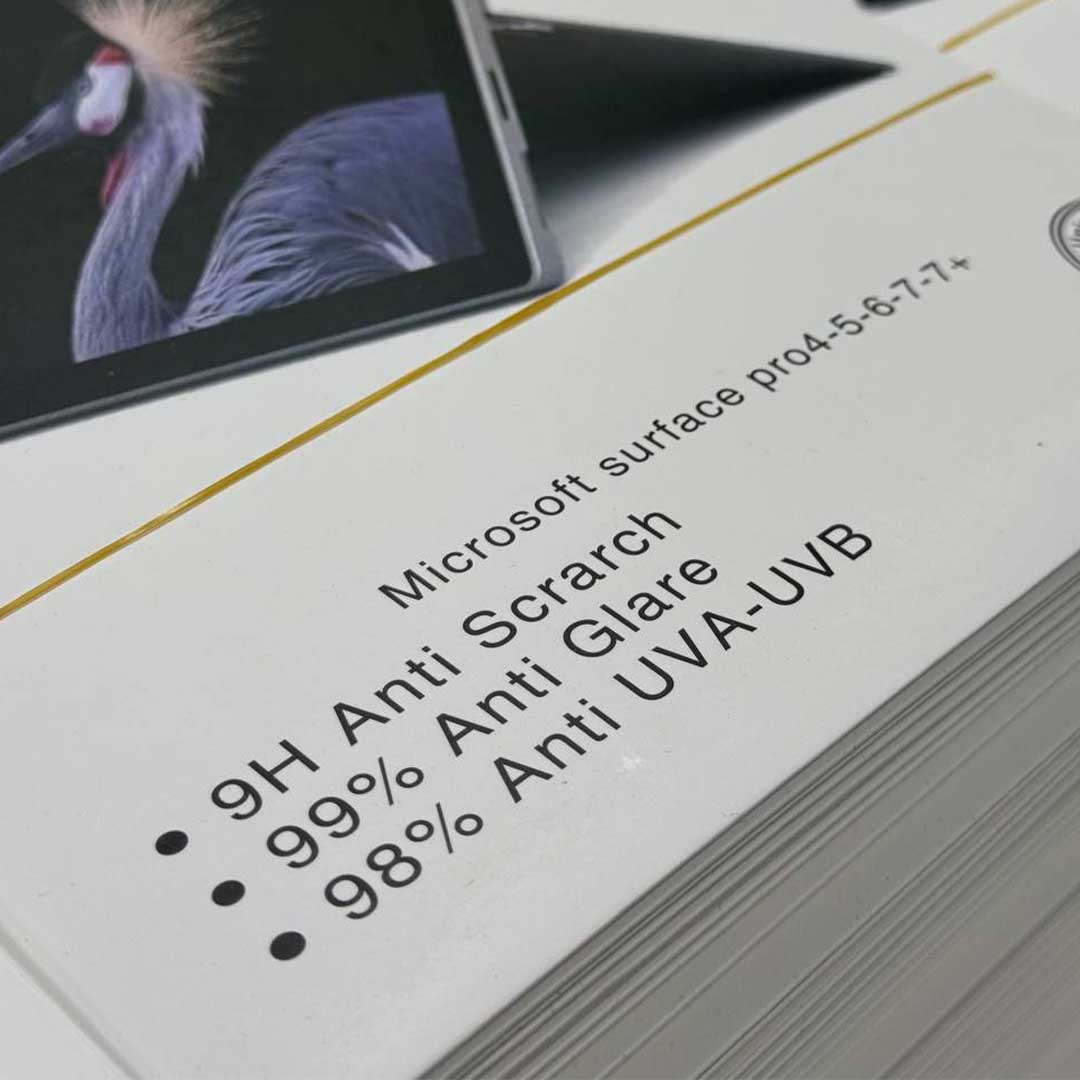 Microsoft surface pro4-5-6-7-7+
• 9H Anti Scrarch
• 99% Anti Glare
• 98% Anti UVA-UVB